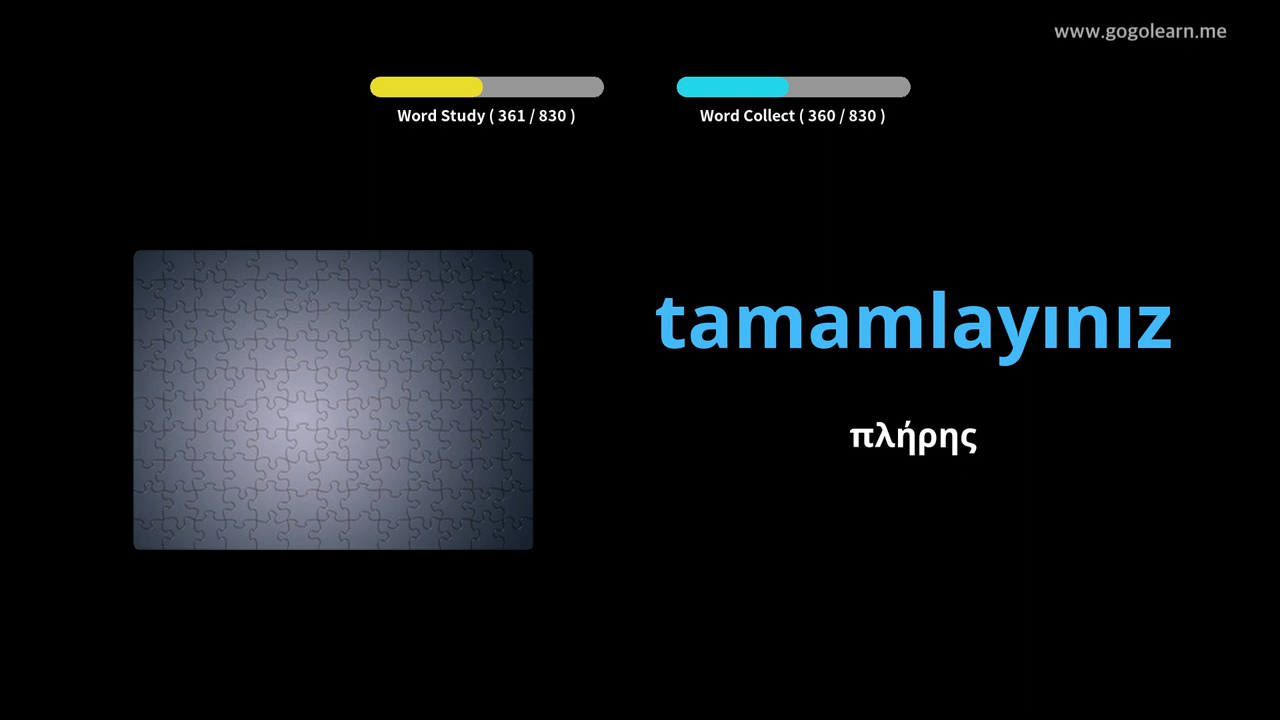 www.gogolearn.me
Word Study ( 361 / 830 )
Word Collect ( 360 / 830 )
tamamlayınız
πλήρης